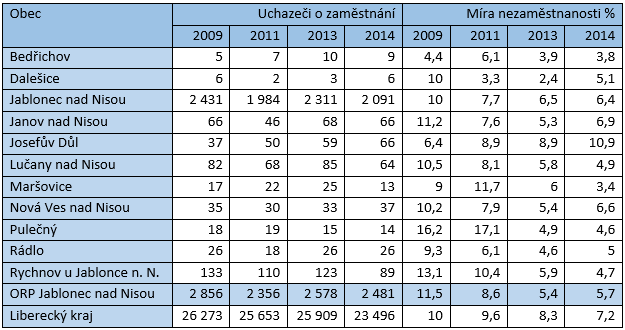 Obec Uchazeči o zaměstnání Míra nezaměstnanosti %
2009 2011 2013 2014 2009 2011 2013 2014
Bedřichov 5 7 10 9 4,4 6,1 3,9 3,8
Dalešice 6 2 3 6 10 3,3 2,4 5,1
Jablonec nad Nisou 2 431 1 984 2 311 2 091 10 7,7 6,5 6,4
Janov nad Nisou 66 46 68 66 11,2 7,6 5,3 6,9
Josefův Důl 37 50 59 66 6,4 8,9 8,9 10,9
Lučany nad Nisou 82 68 85 64 10,5 8,1 5,8 4,9
Maršovice 17 22 25 13 9 11,7 6 3,4
Nová Ves nad Nisou 35 30 33 37 10,2 7,9 5,4 6,6
Pulečný 18 19 15 14 16,2 17,1 4,9 4,6
Rádlo 26 18 26 26 9,3 6,1 4,6 5
Rychnov u Jablonce n. N. 133 110 123 89 13,1 10,4 5,9 4,7
ORP Jablonec nad Nisou 2 856 2 356 2 578 2 481 11,5 8,6 5,4 5,7
Liberecký kraj 26 273 25 653 25 909 23 496 10 9,6 8,3 7,2